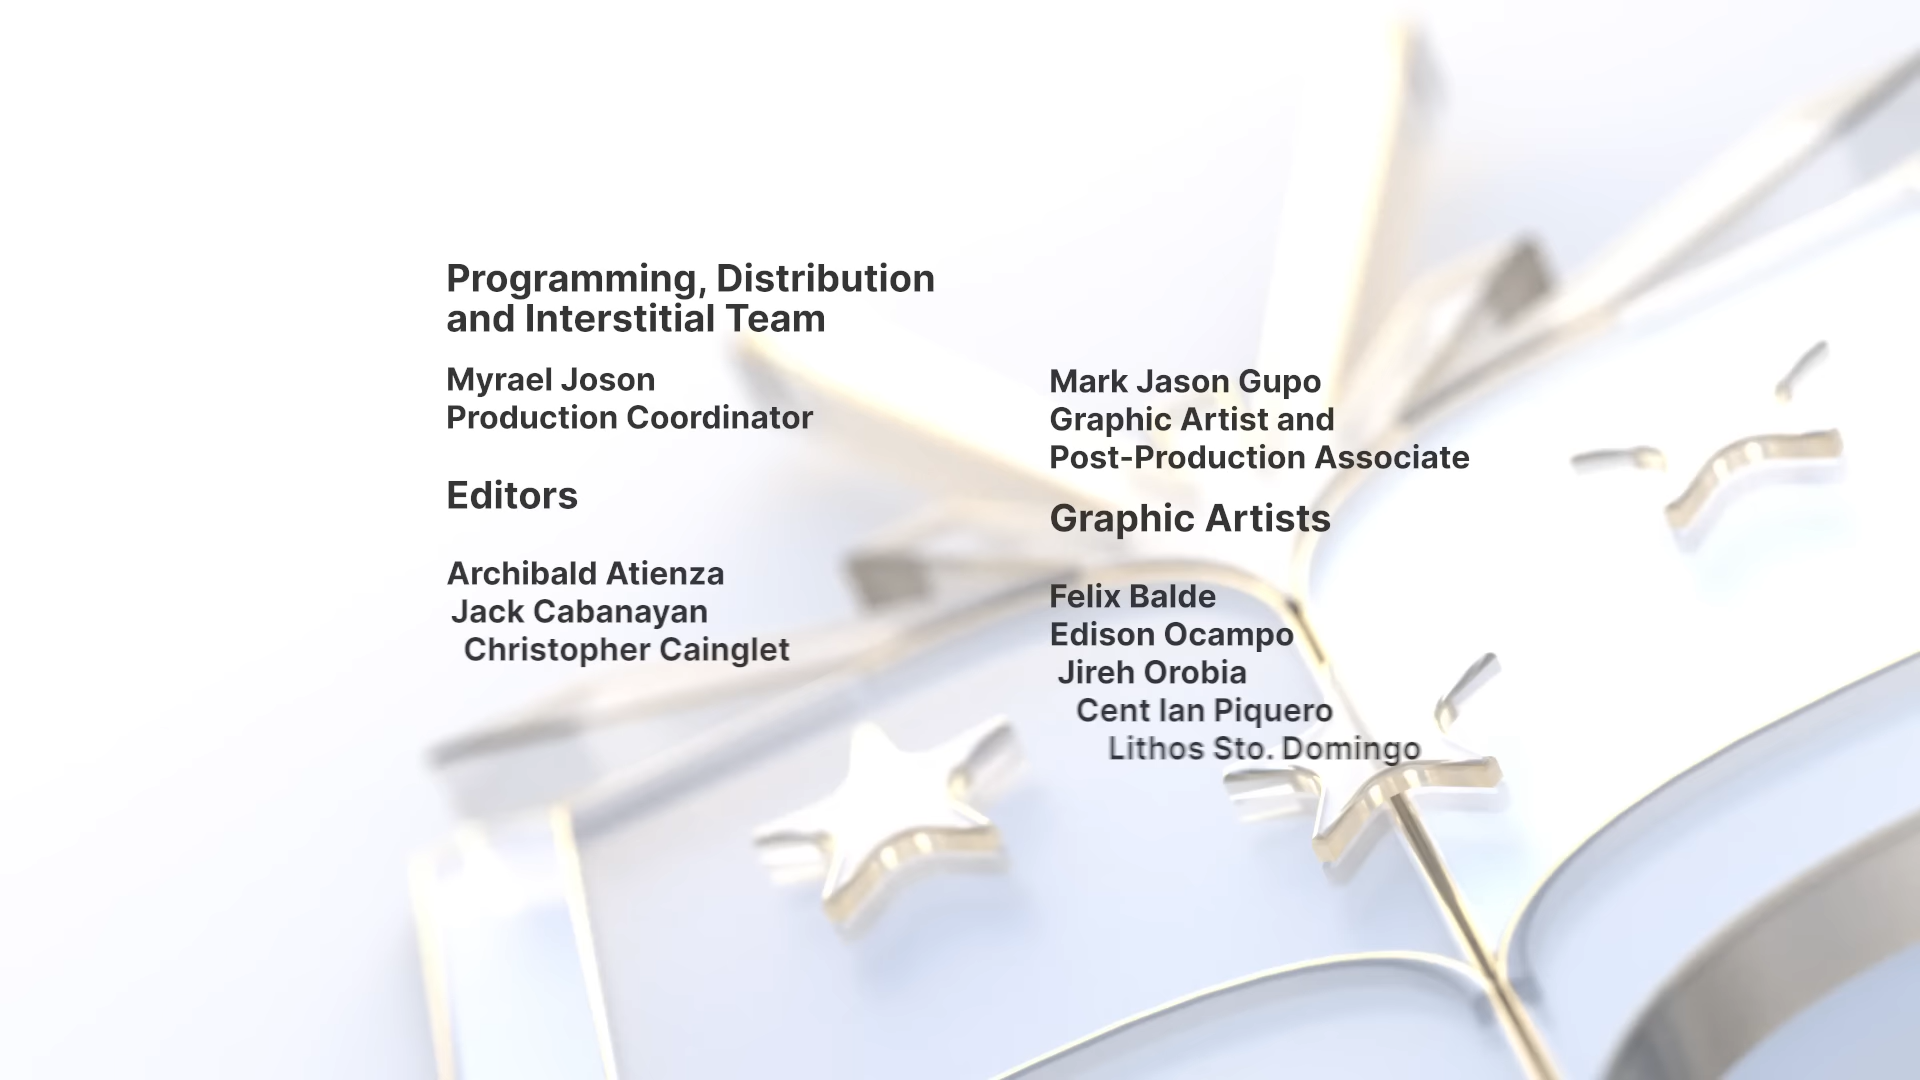 Programming, Distribution
and Interstitial Team
Myrael Joson
Production Coordinator
Editors
Archibald Atienza
Jack Cabanayan
Christopher Cainglet
Mark Jason Gupo
Graphic Artist and
Post-Production Associate
Graphic Artists
Felix Balde
Edison Ocampo
Jireh Orobia
Cent Ian Piquero
Lithos Sto. Domingo